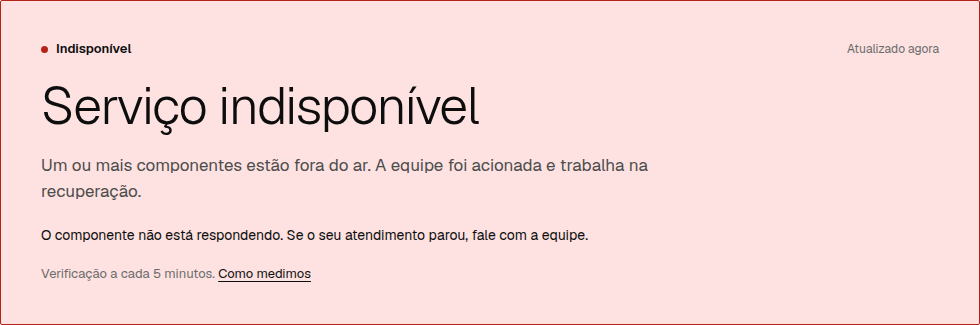 Indisponível
Atualizado agora
Serviço indisponível
Um ou mais componentes estão fora do ar. A equipe foi acionada e trabalha na
recuperação.
O componente não está respondendo. Se o seu atendimento parou, fale com a equipe.
Verificação a cada 5 minutos. Como medimos